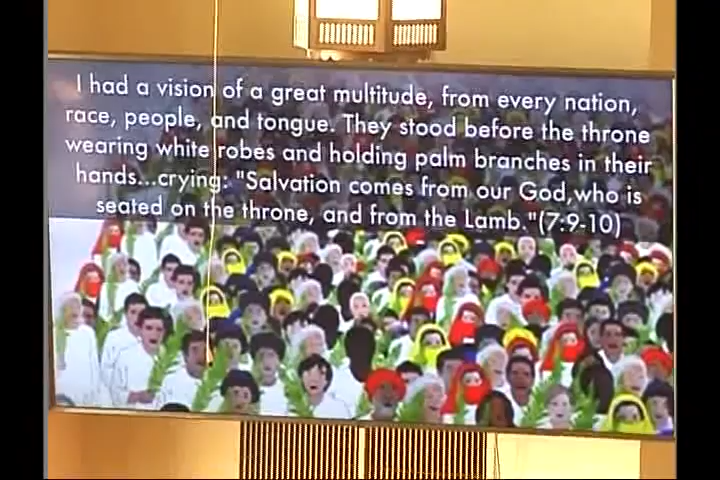 I had a vision of a great multitude, from every nation,
race, people, and tongue. They stood before the throne
wearing white robes and holding palm branches in their
hands...crying: "Salvation comes from our God,who is
seated on the throne, and from the Lamb."(7:9-10)